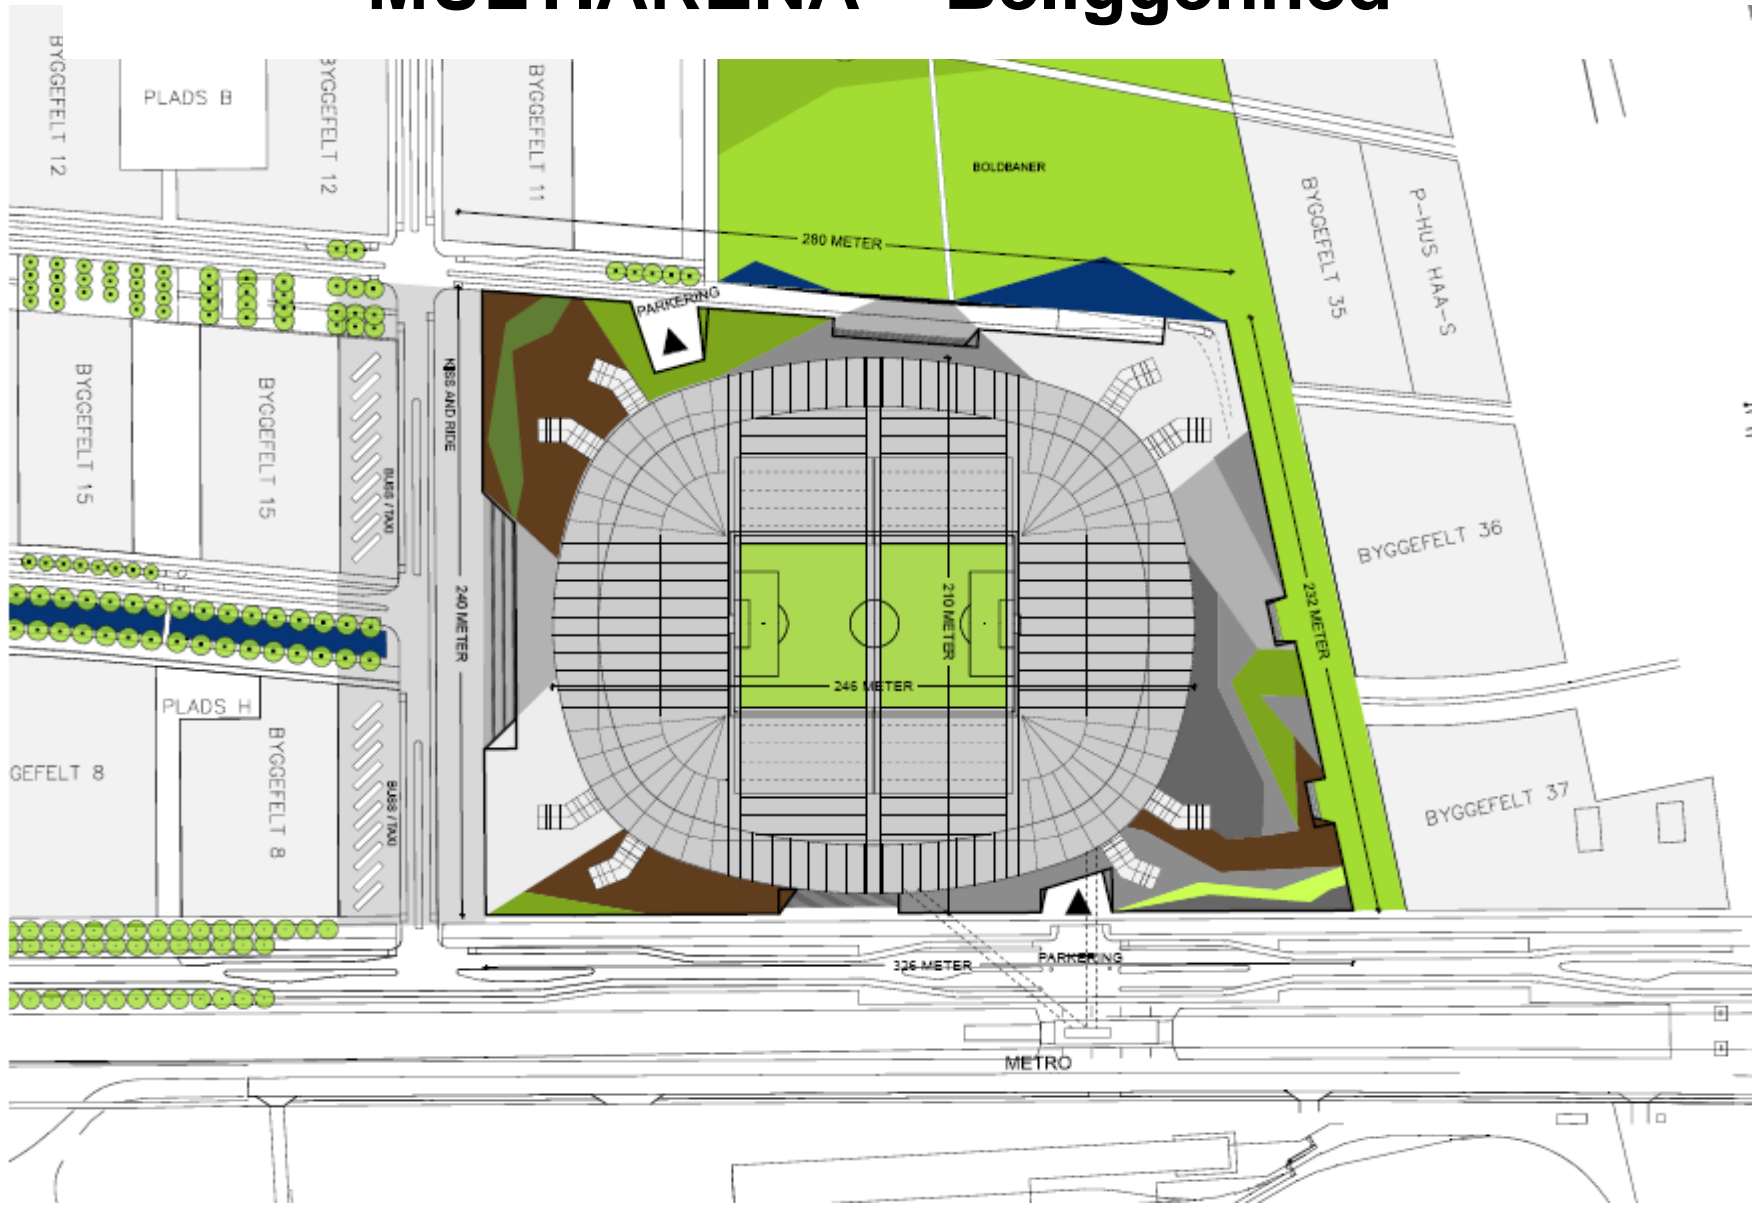 MULTIARENA – Beliggenhed
BYGGEFELT 12
PLADS B
BYGGEFELT 12
BYGGEFELT 11
BOLDBANER
BYGGEFELT 35
P-HUS HAA-S
280 METER
PARKERING
KISS AND RIDE
BYGGEFELT 15
BYGGEFELT 15
BUSS / TAXI
BYGGEFELT 36
240 METER
210 METER
232 METER
246 METER
PLADS H
GEFELT 8
BYGGEFELT 8
BUSS / TAXI
BYGGEFELT 37
326 METER
PARKERING
METRO